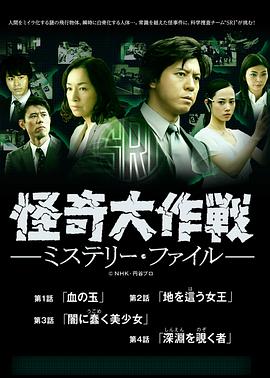 人間をミイラ化する謎の飛行物体、瞬時に白骨化する人体…。常識を越えた怪事件に、科学捜査チーム"SRI"が挑む!
SRI
怪奇大作戦
ミステリー・ファイル
© NHK・円谷プロ
第1話 「血の玉」 第2話 「地を這う女王」
第3話 「闇に蠢く美少女」
第4話 「深淵を覗く者」